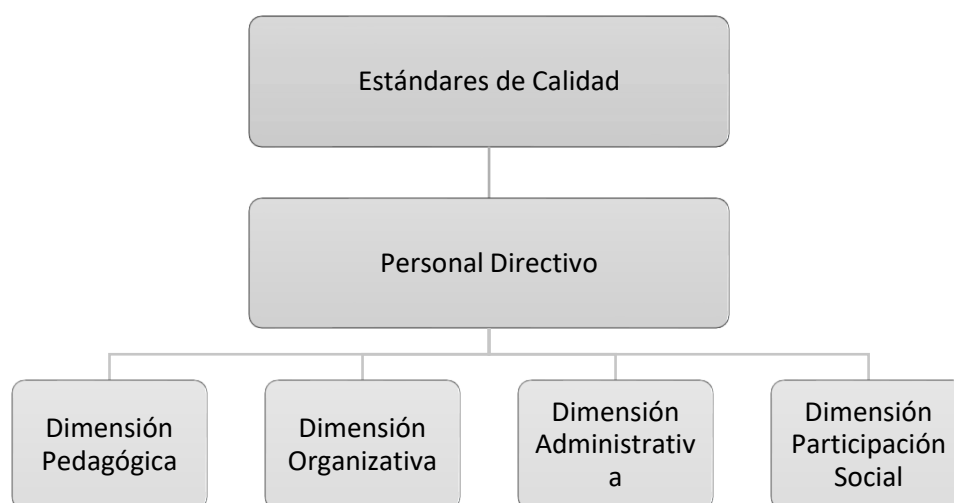 Estándares de Calidad
Personal Directivo
Dimensión
Pedagógica
Dimensión
Organizativa
Dimensión
Administrativ
a
Dimensión
Participación
Social